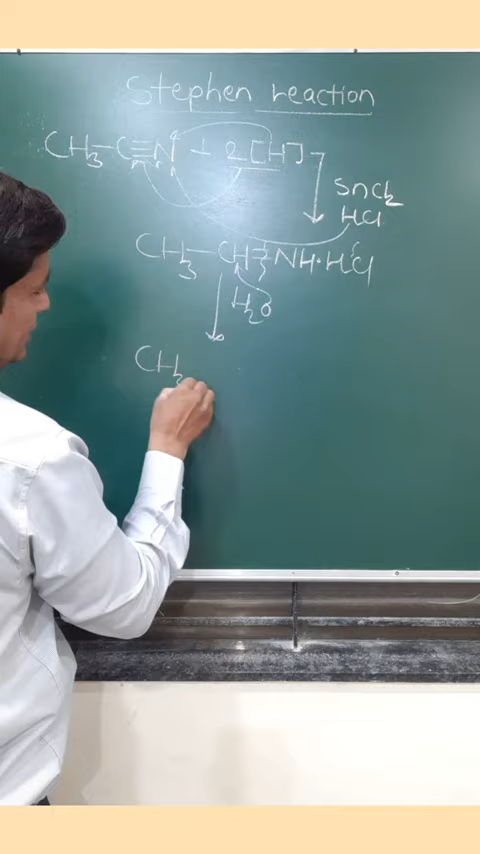 Stephen reaction
CH₃-C≡N + 2[H]
SnCl₂
HCl
CH₃-CH=NH·HCl
H₂O
CH₃